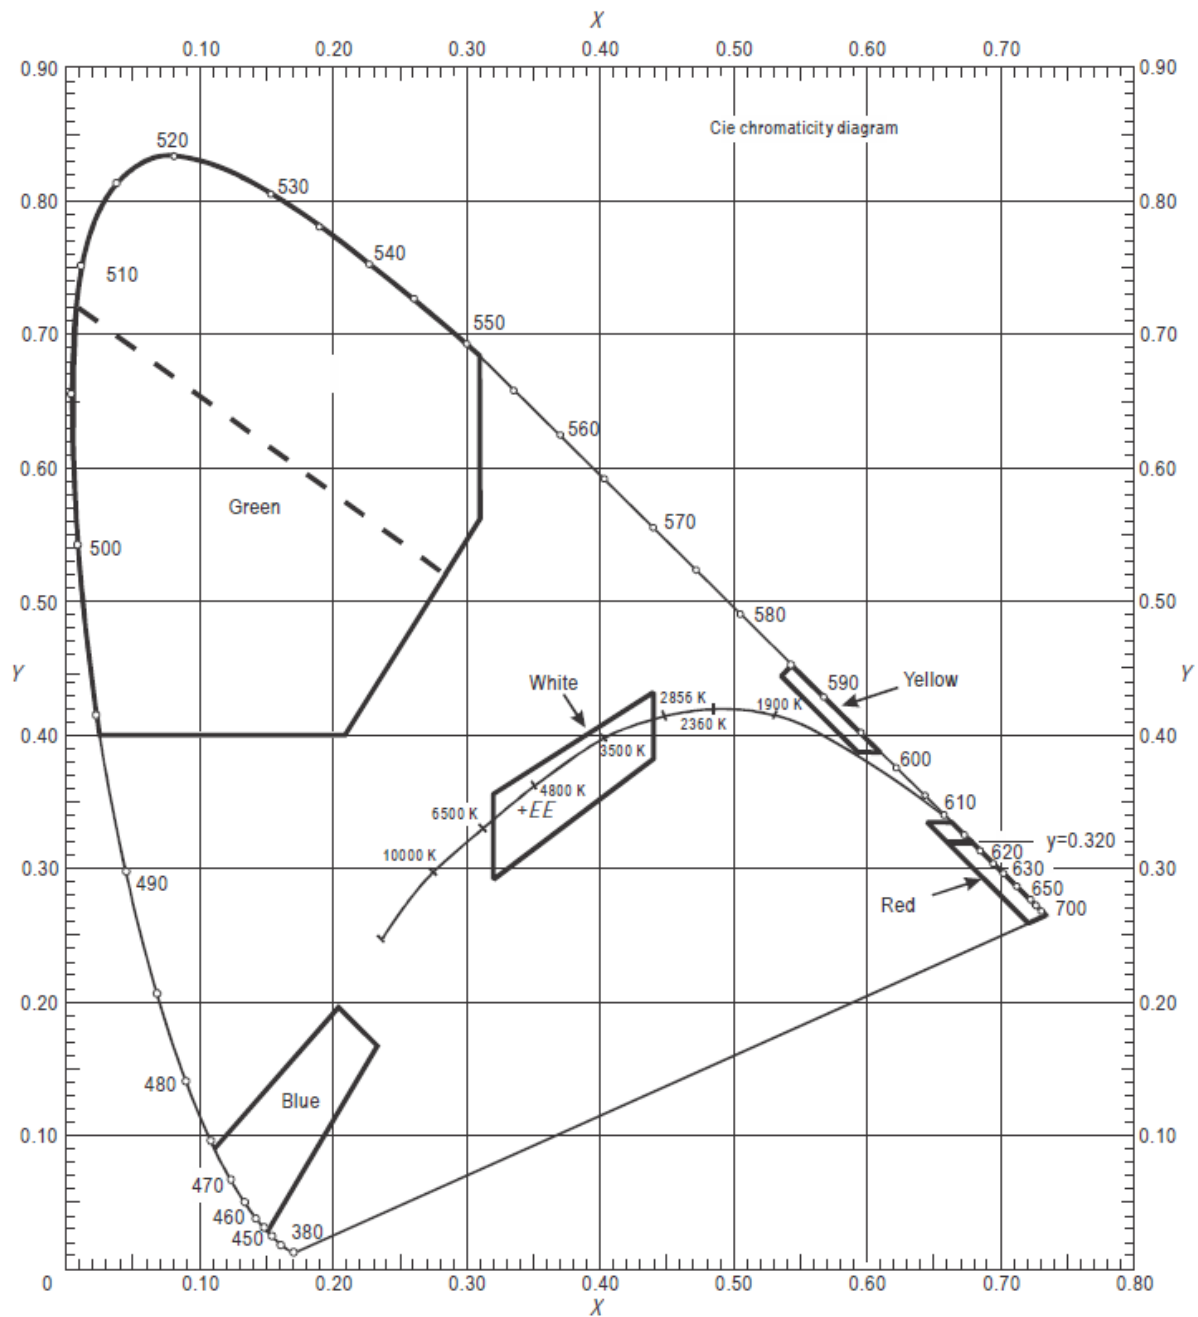 X
0.10 0.20 0.30 0.40 0.50 0.60 0.70
0.90 0.90
Cie chromaticity diagram
520
530
0.80 0.80
540
510
550
0.70 0.70
560
0.60 0.60
Green
570
500
0.50 0.50
580
Y Y
White
590
Yellow
2856 K
1900 K
2360 K
0.40 0.40
3500 K
600
4800 K
610
6500 K
+EE
y=0.320
620
10000 K
0.30 0.30
630
490
650
Red
700
0.20 0.20
480
Blue
0.10 0.10
470
460
450
380
0 0.10 0.20 0.30 0.40 0.50 0.60 0.70 0.80
X